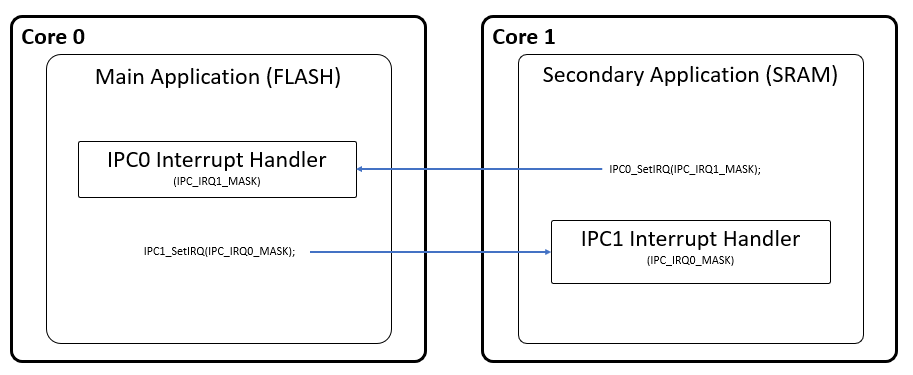 Core 0
Main Application (FLASH)
IPC0 Interrupt Handler
(IPC_IRQ1_MASK)
IPC1_SetIRQ(IPC_IRQ0_MASK);
Core 1
Secondary Application (SRAM)
IPC0_SetIRQ(IPC_IRQ1_MASK);
IPC1 Interrupt Handler
(IPC_IRQ0_MASK)